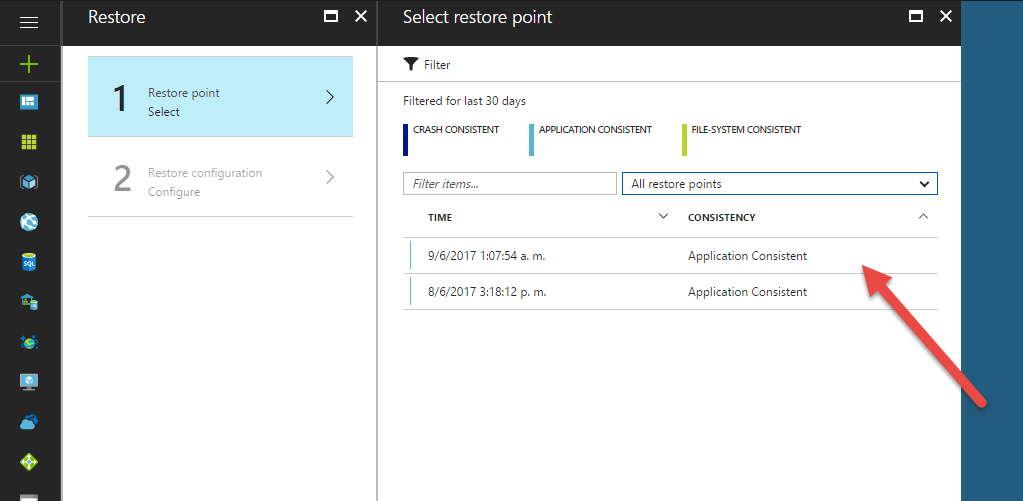 Restore
Select restore point
1
Restore point
Select
2
Restore configuration
Configure
Filter
Filtered for last 30 days
CRASH CONSISTENT
APPLICATION CONSISTENT
FILE-SYSTEM CONSISTENT
Filter items...
All restore points
TIME
CONSISTENCY
9/6/2017 1:07:54 a. m.
Application Consistent
8/6/2017 3:18:12 p. m.
Application Consistent
SQL